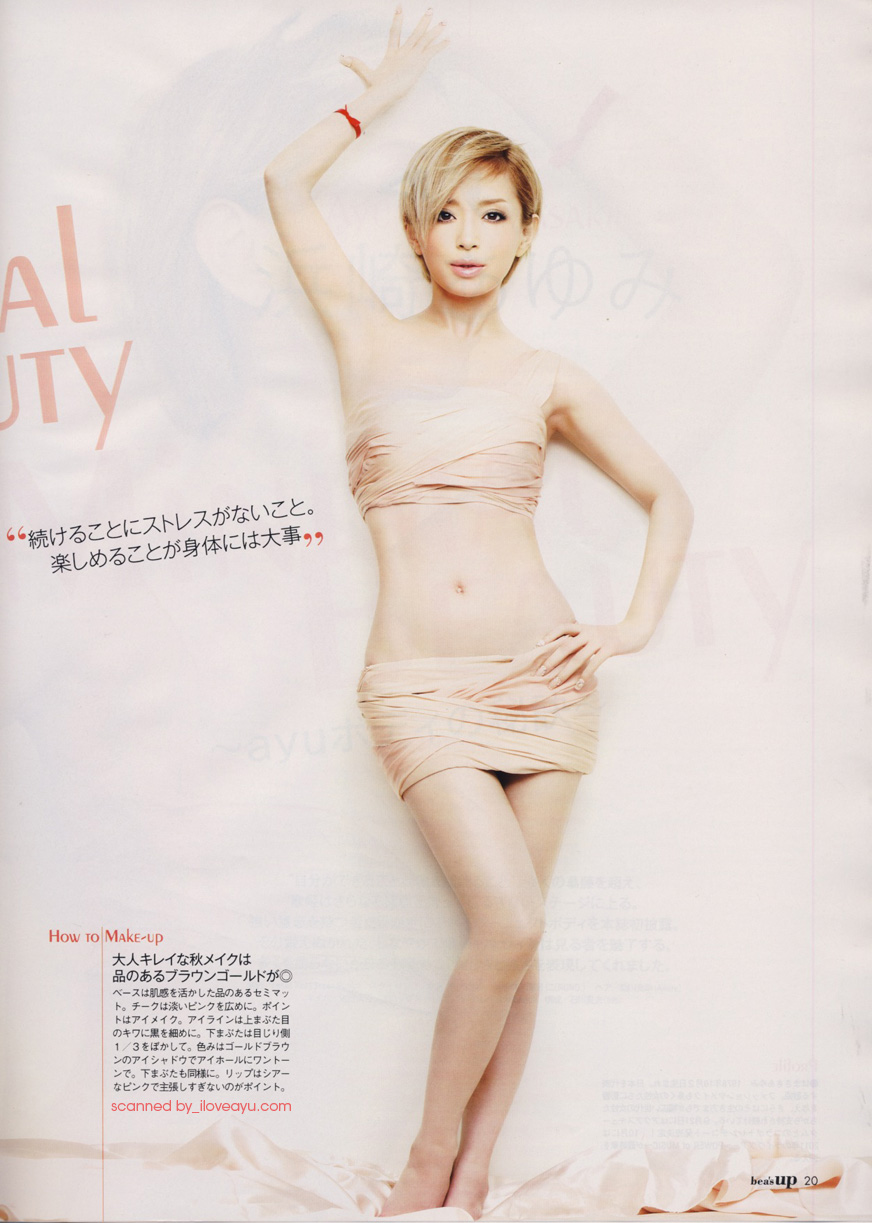 AL
UTY
“続けることにストレスがないこと。
楽しめることが身体には大事”
How to Make-up
大人キレイな秋メイクは
品のあるブラウンゴールドが◎
ベースは肌感を活かした品のあるセミマッ
ト。チークは淡いピンクを広めに。ポイン
トはアイメイク。アイラインは上まぶた目
のキワに黒を細めに。下まぶたは目じり側
1／3をぼかして。色みはゴールドブラウ
ンのアイシャドウでアイホールにワントー
ンで。下まぶたも同様に。リップはシアー
なピンクで主張しすぎないのがポイント。
scanned by_iloveayu.com
bea's up 20